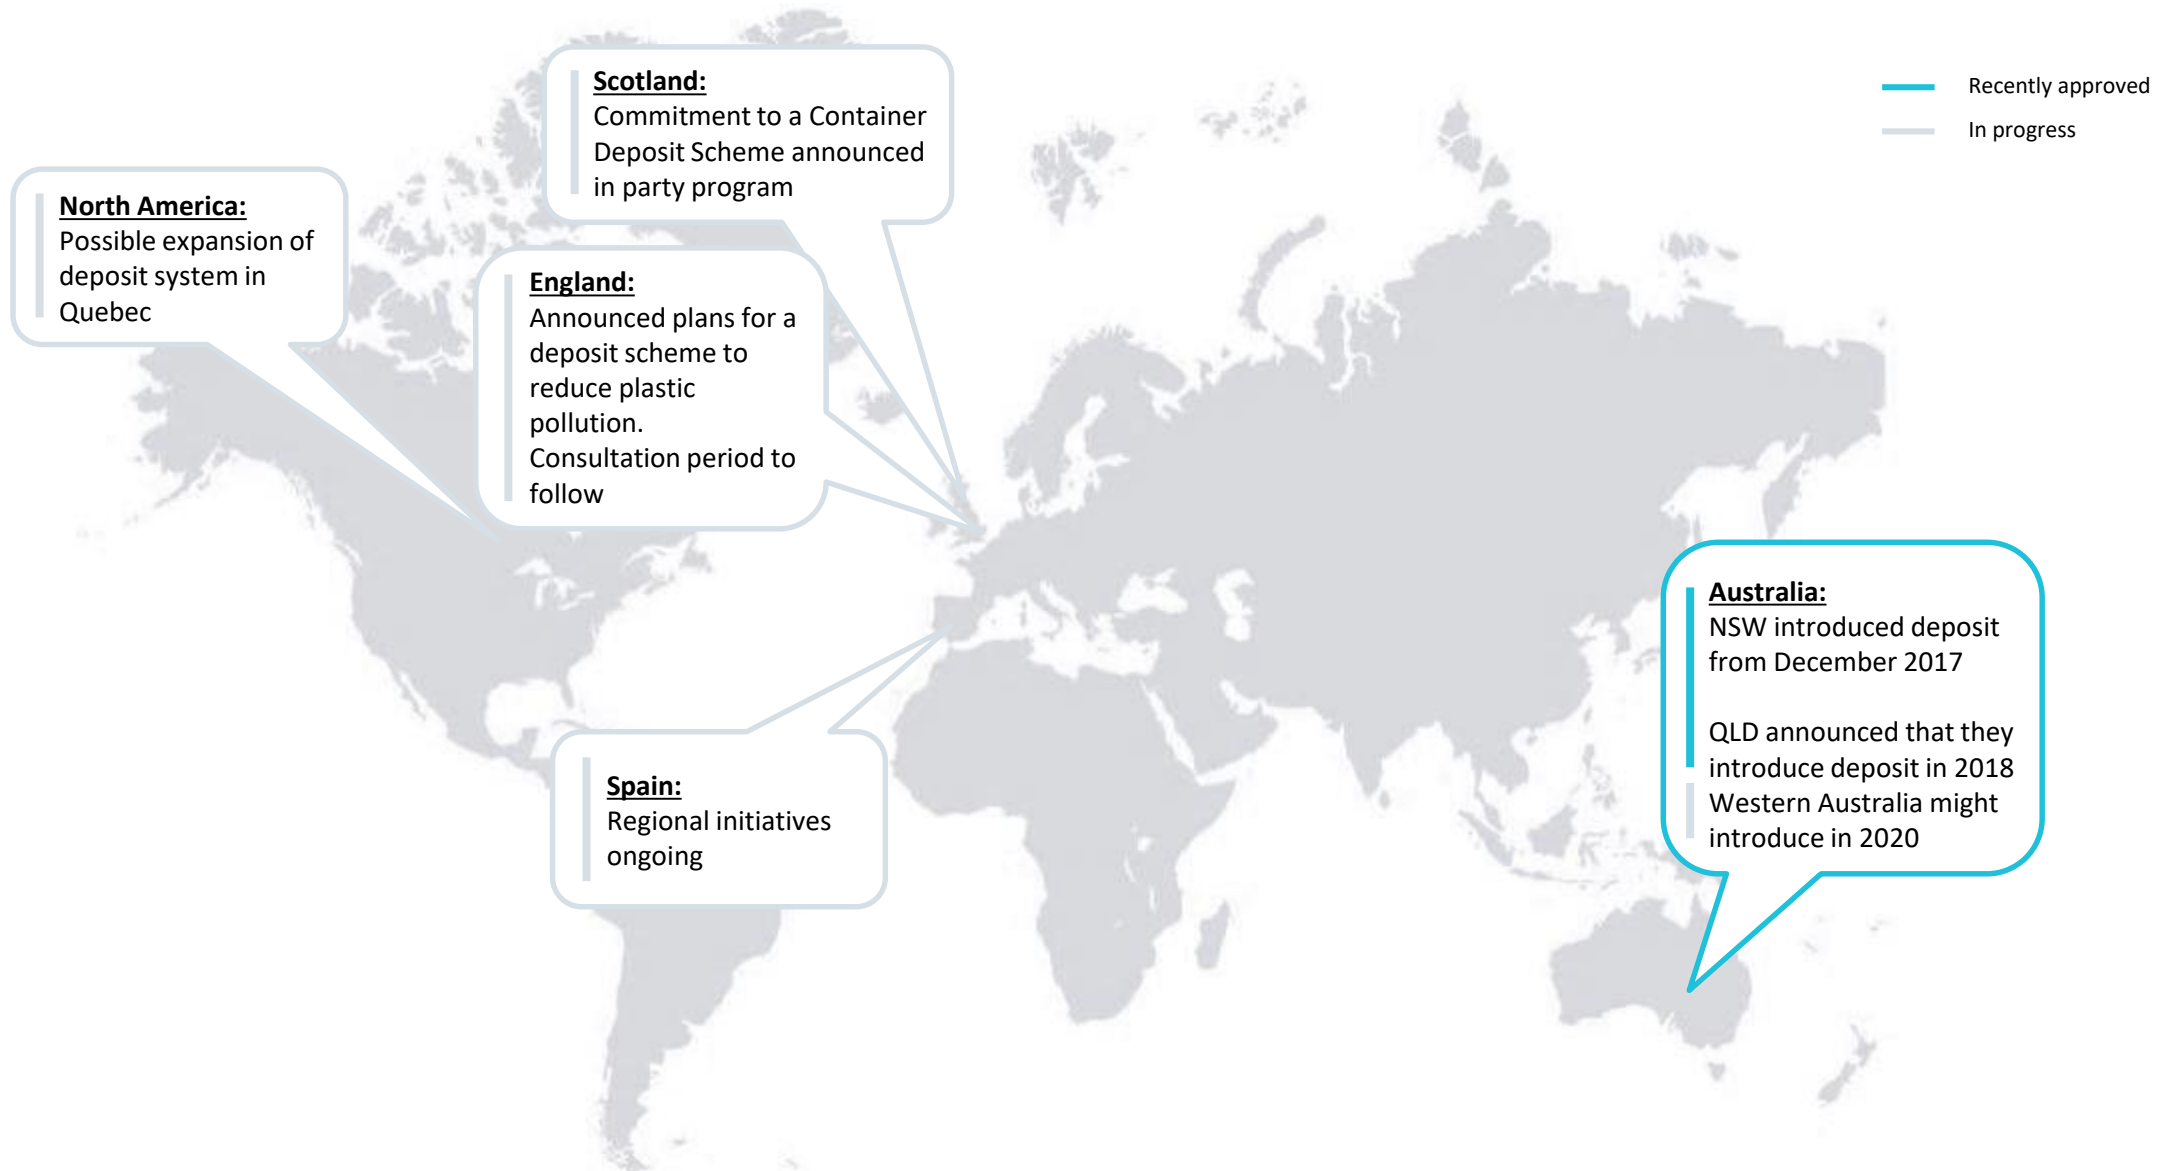 Scotland:
Commitment to a Container
Deposit Scheme announced
in party program
Recently approved
In progress
North America:
Possible expansion of
deposit system in
Quebec
England:
Announced plans for a
deposit scheme to
reduce plastic
pollution.
Consultation period to
follow
Australia:
NSW introduced deposit
from December 2017
QLD announced that they
introduce deposit in 2018
Western Australia might
introduce in 2020
Spain:
Regional initiatives
ongoing